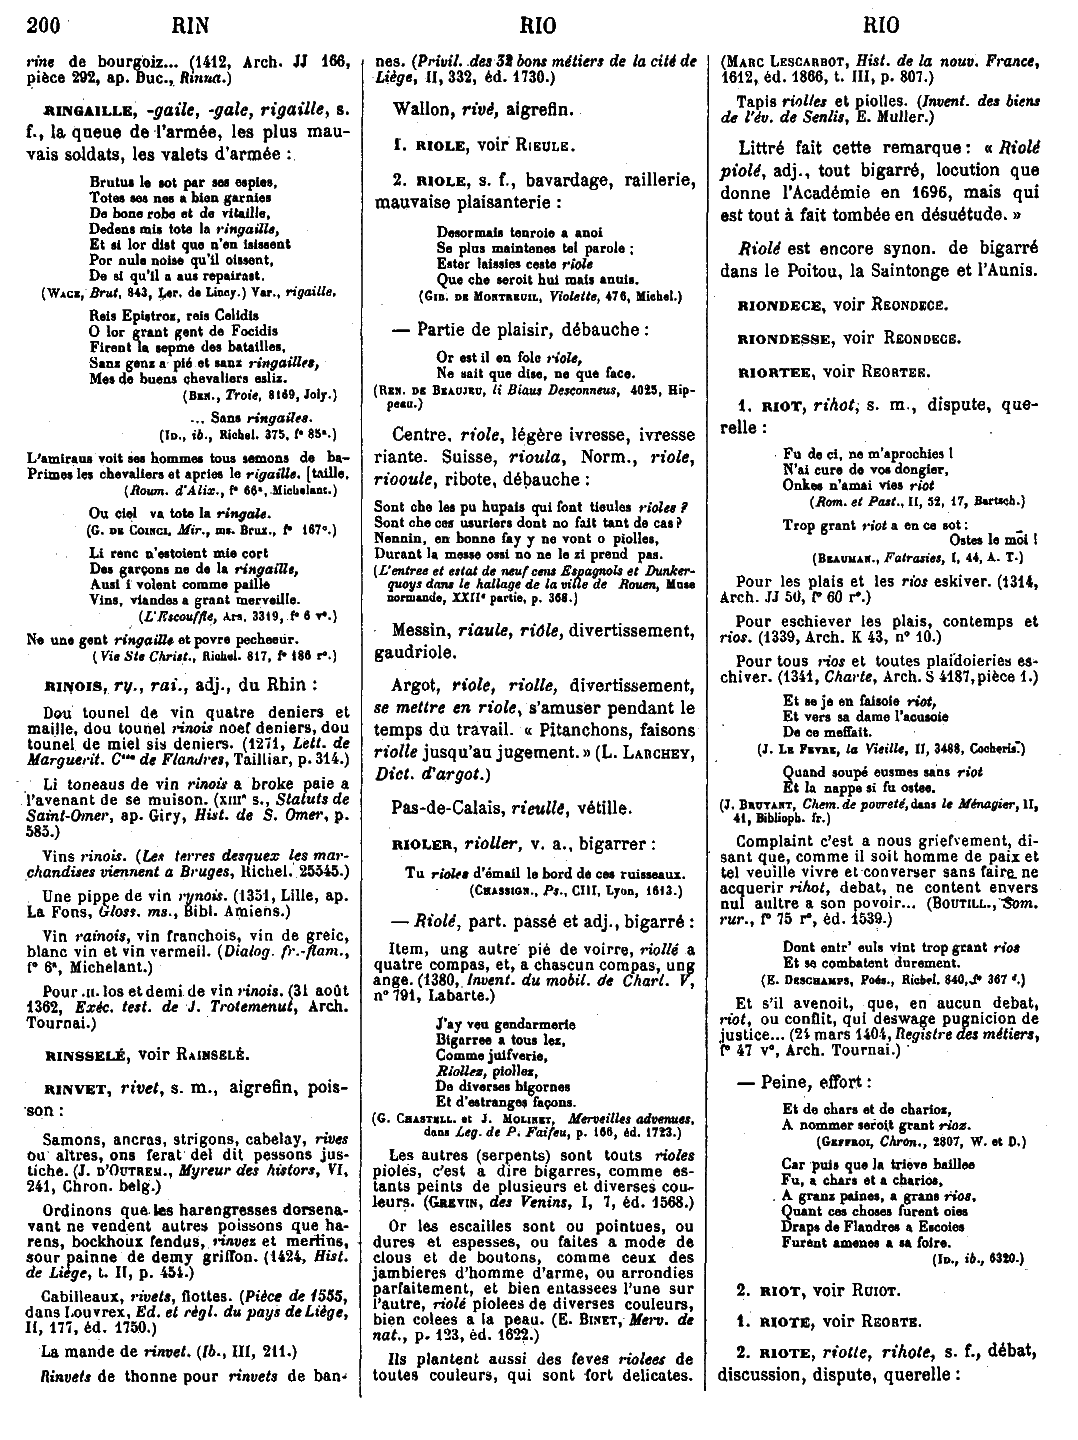 200 RIN RIO RIO
rine de bourgoiz... (1412, Arch. JJ 166,
pièce 292, ap. Duc., Rinua.)
RINGAILLE, -gaile, -gale, rigaille, s.
f., la queue de l'armée, les plus mau-
vais soldats, les valets d'armée :
Brutus le sot par ses espies,
Totes sos nes a bien garnies
De bone robe et de vitaille,
Dedens mis tote la ringaille,
Et si lor dist que n'en ississent
Por nule noise qu'il oissent,
De si qu'il a aus repairast.
(WACE, Brut, 843, Ler. de Lincy.) Var., rigaille.
Reis Epistroz, reis Celidis
O lor grant gent de Focidis
Firent la sepme des batailles,
Sanz genz a pié et sanz ringailles,
Mes de buens chevaliers esliz.
(BEN., Troie, 8169, Joly.)
... Sans ringailes.
(ID., ib., Richel. 375, f° 85ᵃ.)
L'amiraus voit ses hommes tous semons de ba-
Primes les chevaliers et apries le rigaille. [taille,
(Roum. d'Alix., f° 66ᵃ, Michelant.)
Ou ciel va tote la ringale.
(G. DE COINCI, Mir., ms. Brux., f° 167ᶜ.)
Li renc n'estoient mie cort
Des garçons ne de la ringaille,
Ausi i volent comme paille
Vins, viandes a grant merveille.
(L'Escouffle, Ars. 3319, f° 6 v°.)
Ne une gent ringaille et povre pecheeur.
(Vie Ste Christ., Richel. 817, f° 186 r°.)
RINOIS, ry., rai., adj., du Rhin :
Dou tounel de vin quatre deniers et
maille, dou tounel rinois noef deniers, dou
tounel de miel sis deniers. (1271, Lett. de
Marguerit. Cᵗᵉˢˢᵉ de Flandres, Tailliar, p. 314.)
Li toneaus de vin rinois a broke paie a
l'avenant de se muison. (XIIIᵉ s., Statuts de
Saint-Omer, ap. Giry, Hist. de S. Omer, p.
585.)
Vins rinois. (Les terres desquex les mar-
chandises viennent a Bruges, Richel. 25545.)
Une pippe de vin rynois. (1351, Lille, ap.
La Fons, Gloss. ms., Bibl. Amiens.)
Vin rainois, vin franchois, vin de greic,
blanc vin et vin vermeil. (Dialog. fr.-flam.,
f° 6ᵃ, Michelant.)
Pour .II. los et demi de vin rinois. (31 août
1362, Exéc. test. de J. Trotemenut, Arch.
Tournai.)
RINSSELÉ, voir RAINSELÉ.
RINVET, rivet, s. m., aigrefin, pois-
son :
Samons, ancras, strigons, cabelay, rives
ou altres, ons ferat del dit pessons jus-
tiche. (J. D'OUTREM., Myreur des histors, VI,
241, Chron. belg.)
Ordinons que les harengresses dorsena-
vant ne vendent autres poissons que ha-
rens, bockhoux fendus, rinvez et merlins,
sour painne de demy griffon. (1424, Hist.
de Liège, t. II, p. 454.)
Cabilleaux, rivets, flottes. (Pièce de 1555,
dans Louvrex, Ed. et règl. du pays de Liège,
II, 177, éd. 1750.)
La mande de rinvet. (Ib., III, 211.)
Rinvets de thonne pour rinvets de ban-
nes. (Privil. des 32 bons métiers de la cité de
Liège, II, 332, éd. 1730.)
Wallon, rivé, aigrefin.
1. RIOLE, voir RIEULE.
2. RIOLE, s. f., bavardage, raillerie,
mauvaise plaisanterie :
Desormais tenroie a anoi
Se plus maintenes tel parole ;
Ester laissies ceste riole
Que che seroit hui mais anuis.
(GIB. DE MONTREUIL, Violette, 476, Michel.)
— Partie de plaisir, débauche :
Or est il en fole riole,
Ne sait que dise, ne que face.
(REN. DE BEAUJEU, li Biaus Desconneus, 4025, Hip-
peau.)
Centre, riole, légère ivresse, ivresse
riante. Suisse, rioula, Norm., riole,
riooule, ribote, débauche :
Sont che les pu hupais qui font tieules rioles ?
Sont che ces usuriers dont no fait tant de cas ?
Nennin, en bonne fay y ne vont o piolles,
Durant la messe ossi no ne le zi prend pas.
(L'entree et estat de neuf cens Espagnols et Dunker-
quoys dans le hallage de la ville de Rouen, Muse
normande, XXIIᵉ partie, p. 368.)
Messin, riaule, riôle, divertissement,
gaudriole.
Argot, riole, riolle, divertissement,
se mettre en riole, s'amuser pendant le
temps du travail. « Pitanchons, faisons
riolle jusqu'au jugement. » (L. LARCHEY,
Dict. d'argot.)
Pas-de-Calais, rieulle, vétille.
RIOLER, rioller, v. a., bigarrer :
Tu rioles d'émail le bord de ces ruisseaux.
(CHASSIGN., Ps., CIII, Lyon, 1613.)
— Riolé, part. passé et adj., bigarré :
Item, ung autre pié de voirre, riollé a
quatre compas, et, a chascun compas, ung
ange. (1380, Invent. du mobil. de Charl. V,
n° 791, Labarte.)
J'ay veu gendarmerie
Bigarree a tous lez,
Comme juifverie,
Riollez, piollez,
De diverses bigornes
Et d'estranges façons.
(G. CHASTELL. et J. MOLINET, Merveilles advenues,
dans Leg. de P. Faifeu, p. 166, éd. 1723.)
Les autres (serpents) sont touts rioles
piolés, c'est a dire bigarres, comme es-
tants peints de plusieurs et diverses cou-
leurs. (GREVIN, des Venins, I, 7, éd. 1568.)
Or les escailles sont ou pointues, ou
dures et espesses, ou faites a mode de
clous et de boutons, comme ceux des
jambieres d'homme d'arme, ou arrondies
parfaitement, et bien entassees l'une sur
l'autre, riolé piolees de diverses couleurs,
bien colees a la peau. (E. BINET, Merv. de
nat., p. 123, éd. 1622.)
Ils plantent aussi des feves riolees de
toutes couleurs, qui sont fort delicates.
(MARC LESCARBOT, Hist. de la nouv. France,
1612, éd. 1866, t. III, p. 807.)
Tapis riolles et piolles. (Invent. des biens
de l'év. de Senlis, E. Muller.)
Littré fait cette remarque : « Riolé
piolé, adj., tout bigarré, locution que
donne l'Académie en 1696, mais qui
est tout à fait tombée en désuétude. »
Riolé est encore synon. de bigarré
dans le Poitou, la Saintonge et l'Aunis.
RIONDECE, voir REONDECE.
RIONDESSE, voir REONDECE.
RIORTEE, voir REORTEE.
1. RIOT, rihot, s. m., dispute, que-
relle :
Fu de ci, ne m'aprochies !
N'ai cure de vos dongier,
Onkes n'amai vies riot
(Rom. et Past., II, 52, 17, Bartsch.)
Trop grant riot a en ce sot :
Ostes le moi !
(BEAUMAN., Fatrasies, I, 44, A. T.)
Pour les plais et les rios eskiver. (1314,
Arch. JJ 50, f° 60 r°.)
Pour eschiever les plais, contemps et
rios. (1339, Arch. K 43, n° 10.)
Pour tous rios et toutes plaidoieries es-
chiver. (1341, Charte, Arch. S 4187, pièce 1.)
Et se je en faisoie riot,
Et vers sa dame l'acusoie
De ce meffait.
(J. LE FEVRE, la Vieille, II, 3488, Cocheris.)
Quand soupé eusmes sans riot
Et la nappe si fu ostee.
(J. BRUYANT, Chem. de povreté, dans le Ménagier, II,
41, Biblioph. fr.)
Complaint c'est a nous griefvement, di-
sant que, comme il soit homme de paix et
tel veuille vivre et converser sans faire ne
acquerir rihot, debat, ne content envers
nul aultre a son povoir... (BOUTILL., Som.
rur., f° 75 r°, éd. 1539.)
Dont entr' euls vint trop grant rios
Et se combatent durement.
(E. DESCHAMPS, Poés., Richel. 840, f° 367 ᵈ.)
Et s'il avenoit, que, en aucun debat,
riot, ou conflit, qui deswage pugnicion de
justice... (24 mars 1404, Registre des métiers,
f° 47 v°, Arch. Tournai.)
— Peine, effort :
Et de chars et de charioz,
A nommer seroit grant rioz.
(GEFFROI, Chron., 2807, W. et D.)
Car puis que la trieve baillee
Fu, a chars et a charios,
A granz paines, a grans rios,
Quant ces choses furent oies
Draps de Flandres a Escoies
Furent amenes a sa foire.
(ID., ib., 6320.)
2. RIOT, voir RUIOT.
1. RIOTE, voir REORTE.
2. RIOTE, riotte, rihote, s. f., débat,
discussion, dispute, querelle :